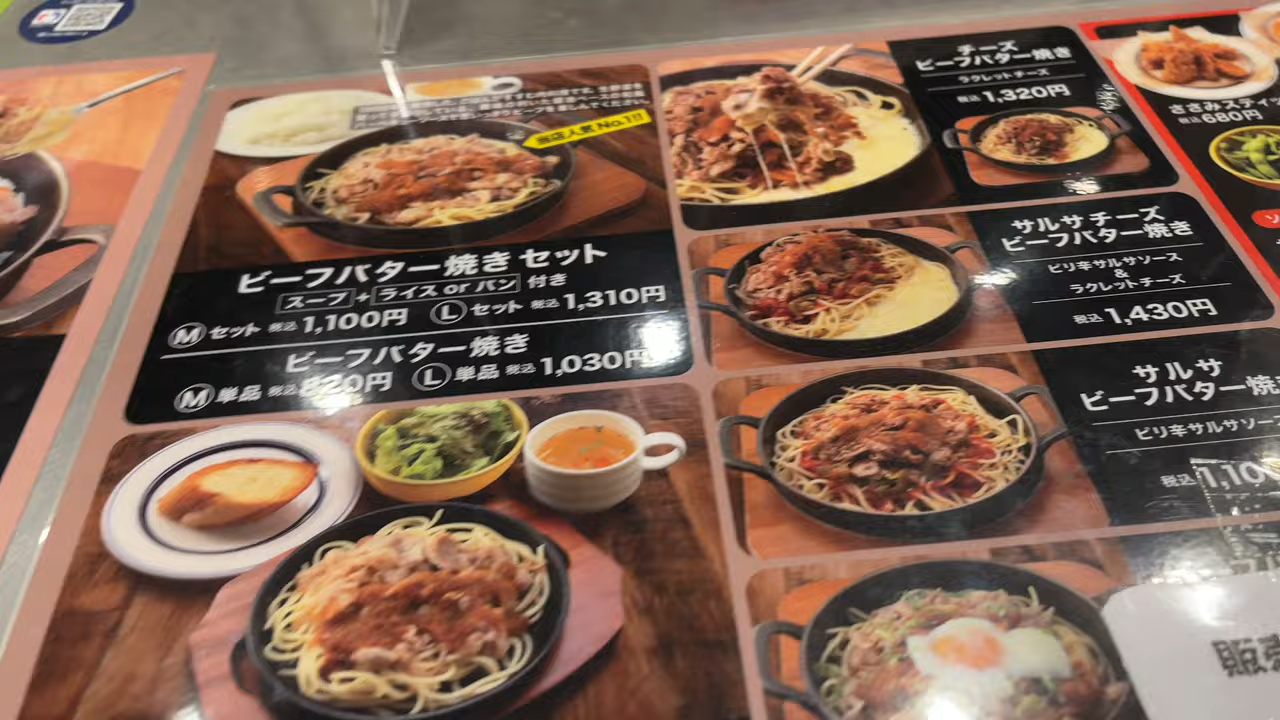 当店人気No.1!!
ビーフバター焼きセット
スープ+ライス or パン 付き
Mセット 税込1,100円 Lセット 税込1,310円
ビーフバター焼き
M単品 税込820円 L単品 税込1,030円
チーズ
ビーフバター焼き
ラクレットチーズ
税込1,320円
サルサチーズ
ビーフバター焼き
ピリ辛サルサソース
&
ラクレットチーズ
税込1,430円
サルサ
ビーフバター焼き
ピリ辛サルサソース
税込1,10
ささみスティッ
税込680円
販売